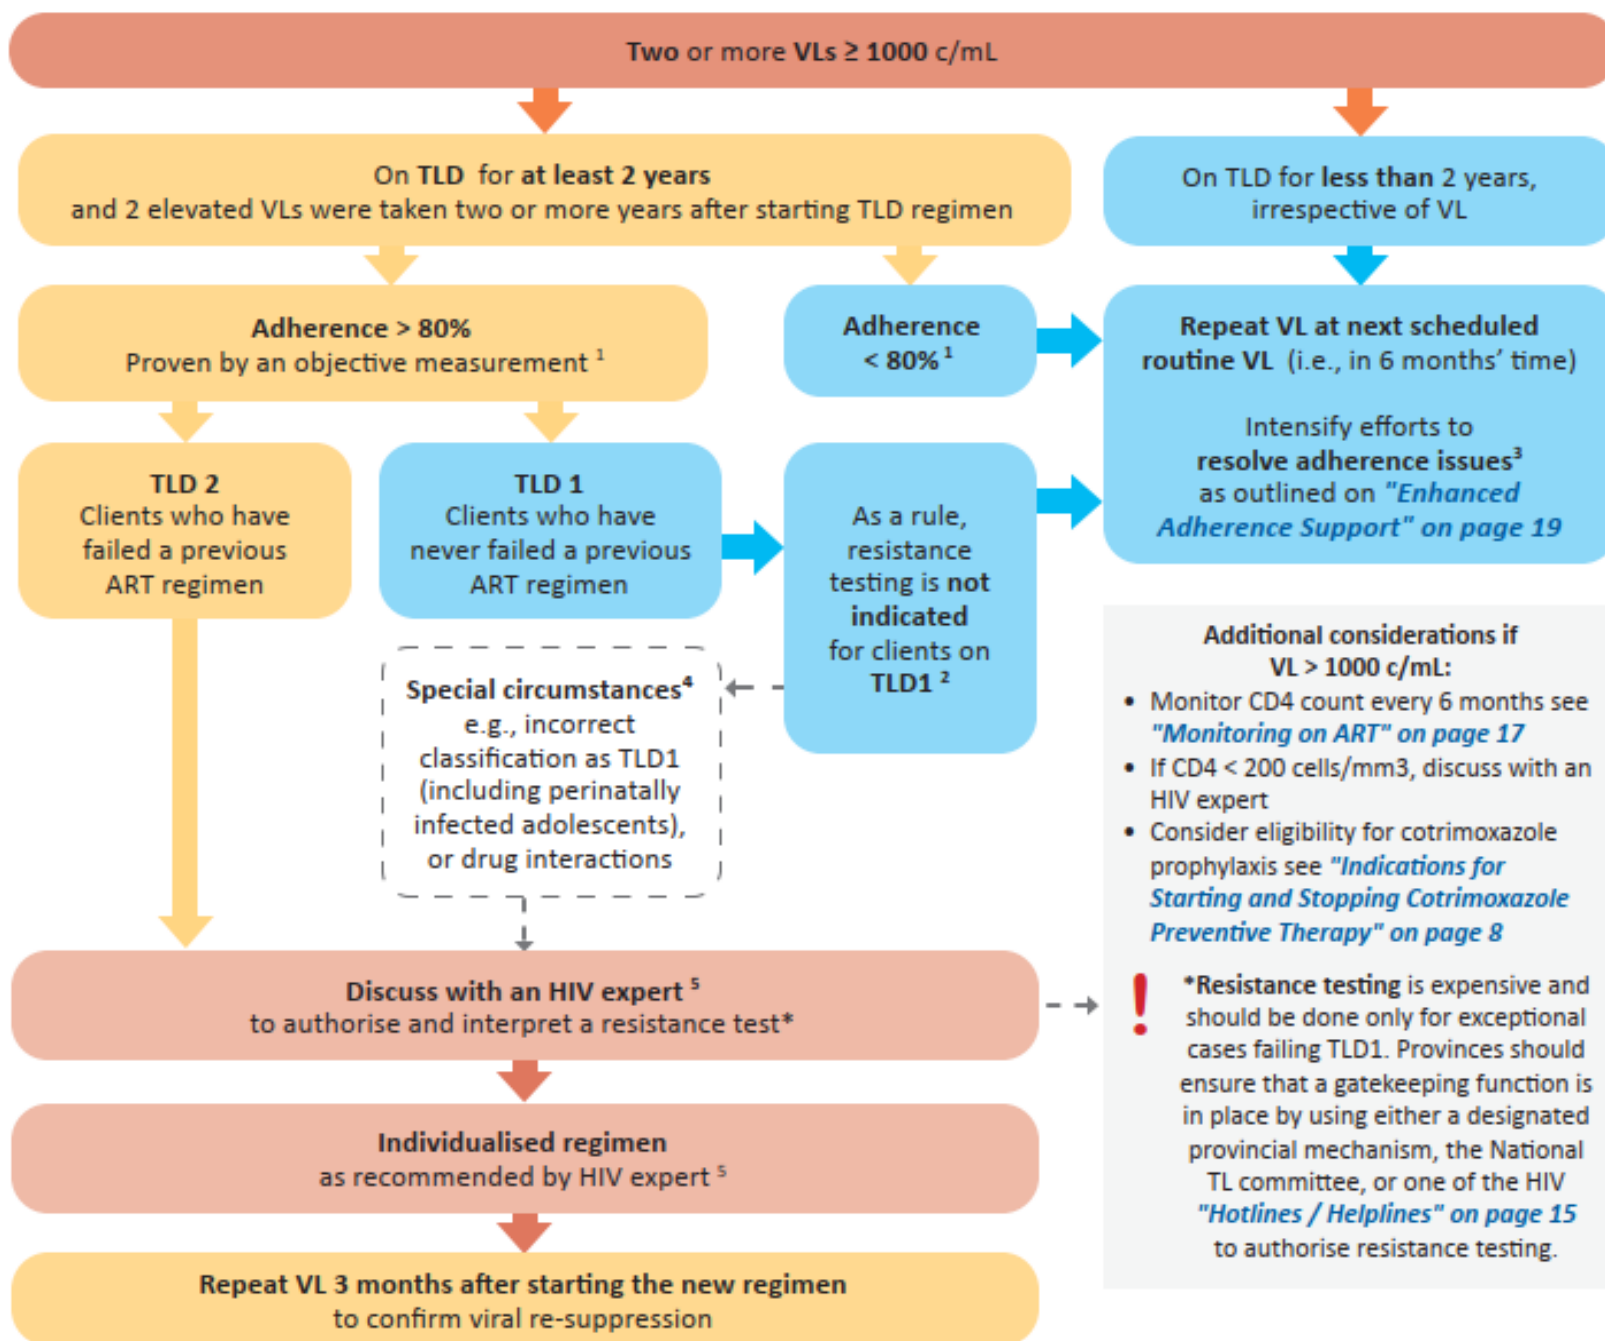 Two or more VLs ≥ 1000 c/mL
On TLD for at least 2 years
and 2 elevated VLs were taken two or more years after starting TLD regimen
On TLD for less than 2 years,
irrespective of VL
Adherence > 80%
Proven by an objective measurement 1
Adherence
< 80% 1
Repeat VL at next scheduled
routine VL (i.e., in 6 months' time)
Intensify efforts to
resolve adherence issues3
as outlined on "Enhanced
Adherence Support" on page 19
TLD 2
Clients who have
failed a previous
ART regimen
TLD 1
Clients who have
never failed a previous
ART regimen
As a rule,
resistance
testing is not
indicated
for clients on
TLD1 2
Special circumstances4
e.g., incorrect
classification as TLD1
(including perinatally
infected adolescents),
or drug interactions
Discuss with an HIV expert 5
to authorise and interpret a resistance test*
Individualised regimen
as recommended by HIV expert 5
Repeat VL 3 months after starting the new regimen
to confirm viral re-suppression
Additional considerations if
VL > 1000 c/mL:
• Monitor CD4 count every 6 months see
"Monitoring on ART" on page 17
• If CD4 < 200 cells/mm3, discuss with an
HIV expert
• Consider eligibility for cotrimoxazole
prophylaxis see "Indications for
Starting and Stopping Cotrimoxazole
Preventive Therapy" on page 8
! *Resistance testing is expensive and
should be done only for exceptional
cases failing TLD1. Provinces should
ensure that a gatekeeping function is
in place by using either a designated
provincial mechanism, the National
TL committee, or one of the HIV
"Hotlines / Helplines" on page 15
to authorise resistance testing.